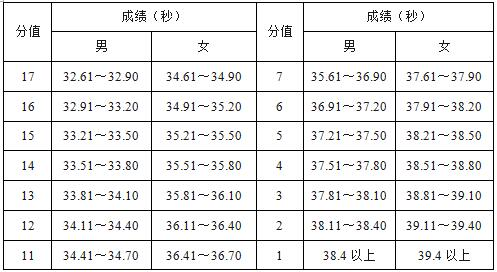 分值 成绩（秒） 分值 成绩（秒）
男 女 男 女
17 32.61～32.90 34.61～34.90 7 35.61～36.90 37.61～37.90
16 32.91～33.20 34.91～35.20 6 36.91～37.20 37.91～38.20
15 33.21～33.50 35.21～35.50 5 37.21～37.50 38.21～38.50
14 33.51～33.80 35.51～35.80 4 37.51～37.80 38.51～38.80
13 33.81～34.10 35.81～36.10 3 37.81～38.10 38.81～39.10
12 34.11～34.40 36.11～36.40 2 38.11～38.40 39.11～39.40
11 34.41～34.70 36.41～36.70 1 38.4 以上 39.4 以上